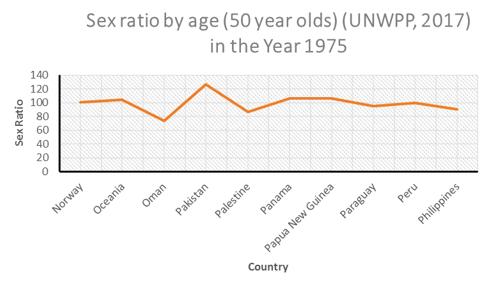 Sex ratio by age (50 year olds) (UNWPP, 2017)
in the Year 1975
140
120
100
80
60
40
20
0
Sex Ratio
Norway
Oceania
Oman
Pakistan
Palestine
Panama
Papua New Guinea
Paraguay
Peru
Philippines
Country